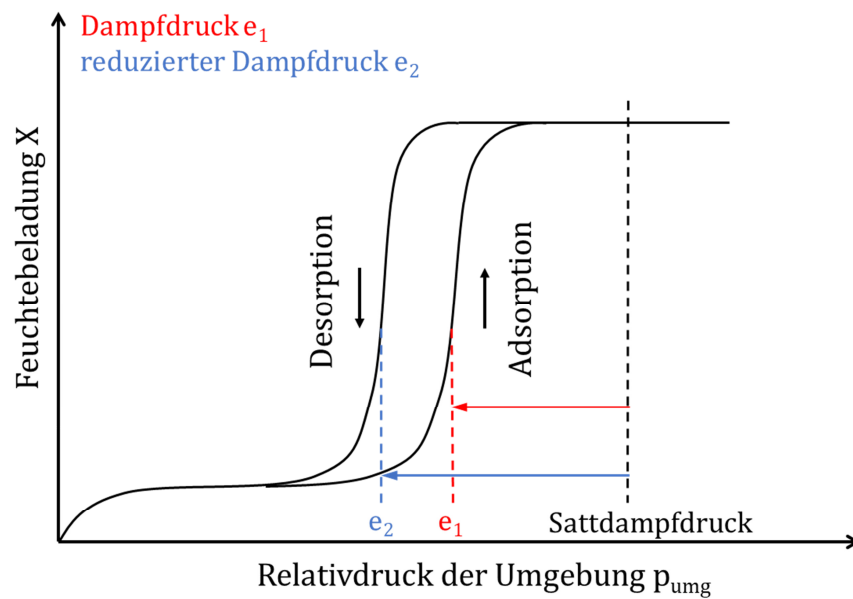 Dampfdruck e₁
reduzierter Dampfdruck e₂
Feuchtebeladung X
Desorption
Adsorption
e₂
e₁
Sattdampfdruck
Relativdruck der Umgebung pᵤₘg